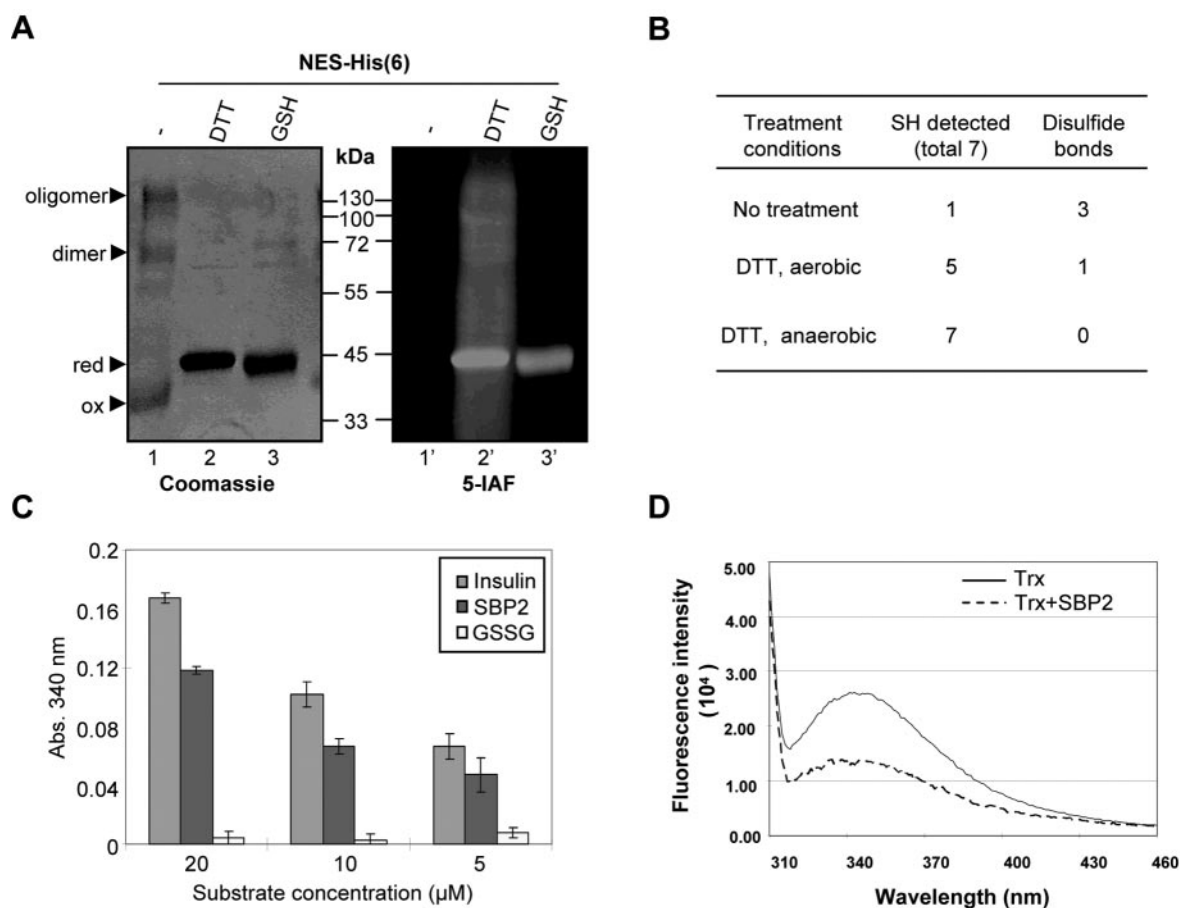 A
NES-His(6)
- DTT GSH kDa - DTT GSH
oligomer
dimer
red
ox
130
100
72
55
45
33
1 2 3 1' 2' 3'
Coomassie 5-IAF
B
Treatment conditions SH detected (total 7) Disulfide bonds
No treatment 1 3
DTT, aerobic 5 1
DTT, anaerobic 7 0
C
Abs. 340 nm
0.2
0.16
0.12
0.08
0.04
0
Insulin
SBP2
GSSG
20 10 5
Substrate concentration (µM)
D
Fluorescence intensity
(10⁴)
5.00
4.00
3.00
2.00
1.00
0.00
Trx
Trx+SBP2
310 340 370 400 430 460
Wavelength (nm)